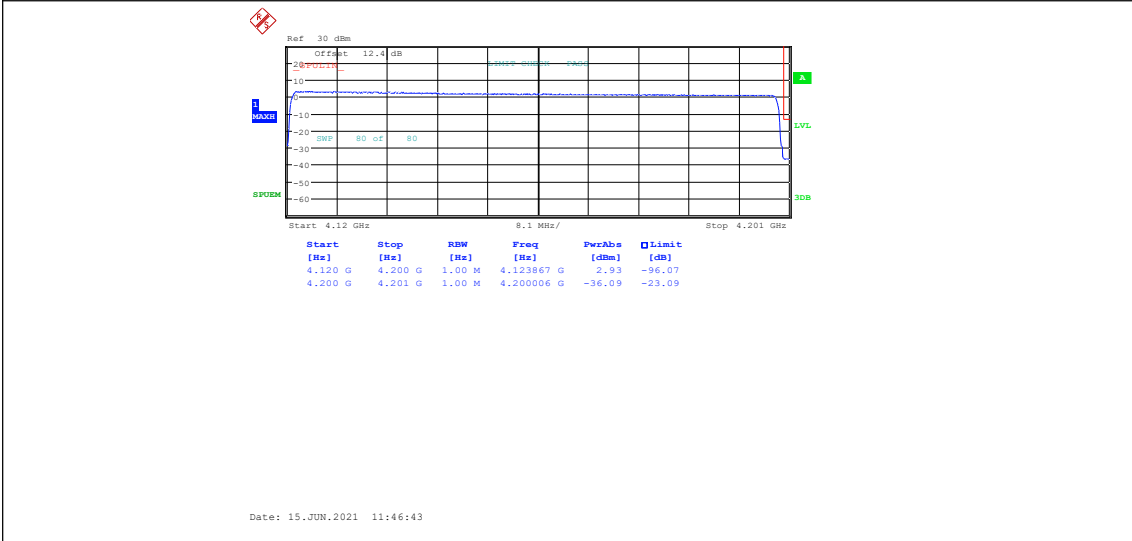 R
S
Ref 30 dBm
Offset 12.4 dB
20
_SPULIN_
LIMIT CHECK PASS
10
A
0
1
MAXH
-10
LVL
-20
SWP 80 of 80
-30
-40
-50
SPUEM
-60
3DB
Start 4.12 GHz 8.1 MHz/ Stop 4.201 GHz
Start Stop RBW Freq PwrAbs Limit
[Hz] [Hz] [Hz] [Hz] [dBm] [dB]
4.120 G 4.200 G 1.00 M 4.123867 G 2.93 -96.07
4.200 G 4.201 G 1.00 M 4.200006 G -36.09 -23.09
Date: 15.JUN.2021 11:46:43